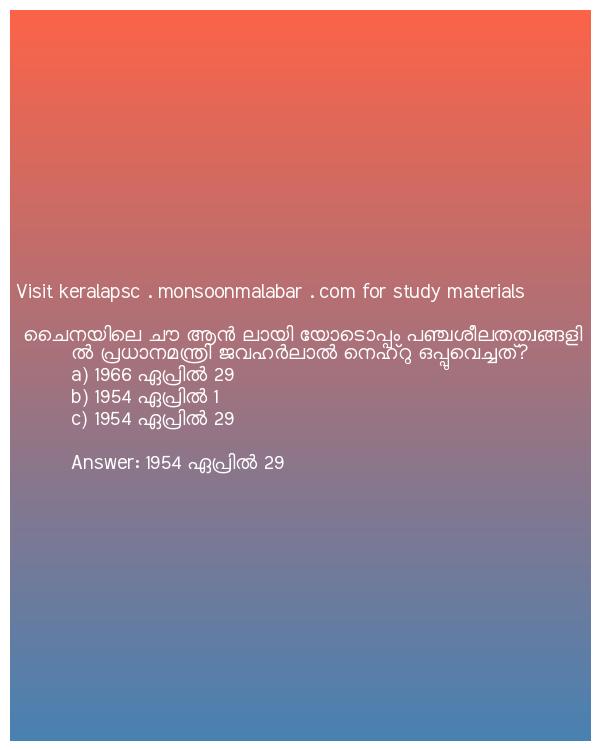 Visit keralapsc . monsoonmalabar . com for study materials
ചൈനയിലെ ചൗ ആൻ ലായി യോടൊപ്പം പഞ്ചശീലതത്വങ്ങളി
ൽ പ്രധാനമന്ത്രി ജവഹർലാൽ നെഹ്റു ഒപ്പുവെച്ചത്?
a) 1966 ഏപ്രിൽ 29
b) 1954 ഏപ്രിൽ 1
c) 1954 ഏപ്രിൽ 29
Answer: 1954 ഏപ്രിൽ 29